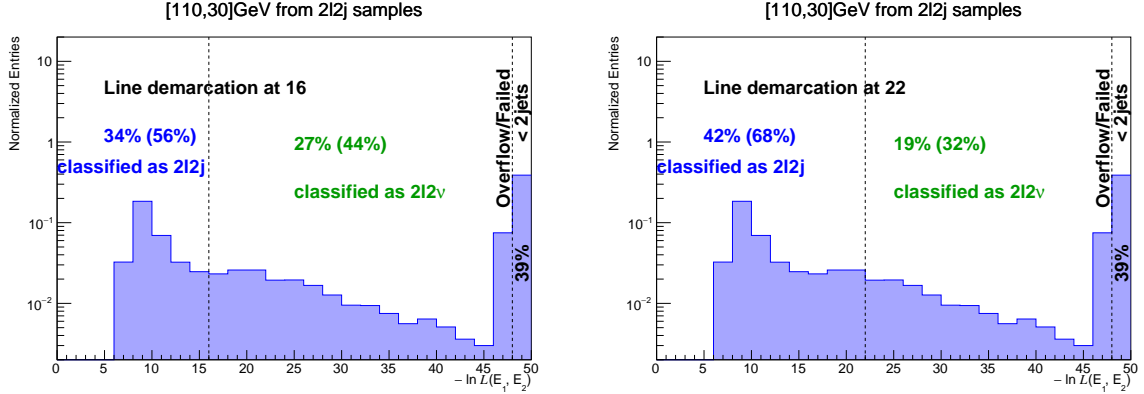 [110,30]GeV from 2l2j samples
Normalized Entries
10
1
10⁻¹
10⁻²
Line demarcation at 16
34% (56%)
classified as 2l2j
27% (44%)
classified as 2l2ν
Overflow/Failed
< 2jets
39%
0 5 10 15 20 25 30 35 40 45 50
− ln L(E₁, E₂)
[110,30]GeV from 2l2j samples
Normalized Entries
10
1
10⁻¹
10⁻²
Line demarcation at 22
42% (68%)
classified as 2l2j
19% (32%)
classified as 2l2ν
Overflow/Failed
< 2jets
39%
0 5 10 15 20 25 30 35 40 45 50
− ln L(E₁, E₂)